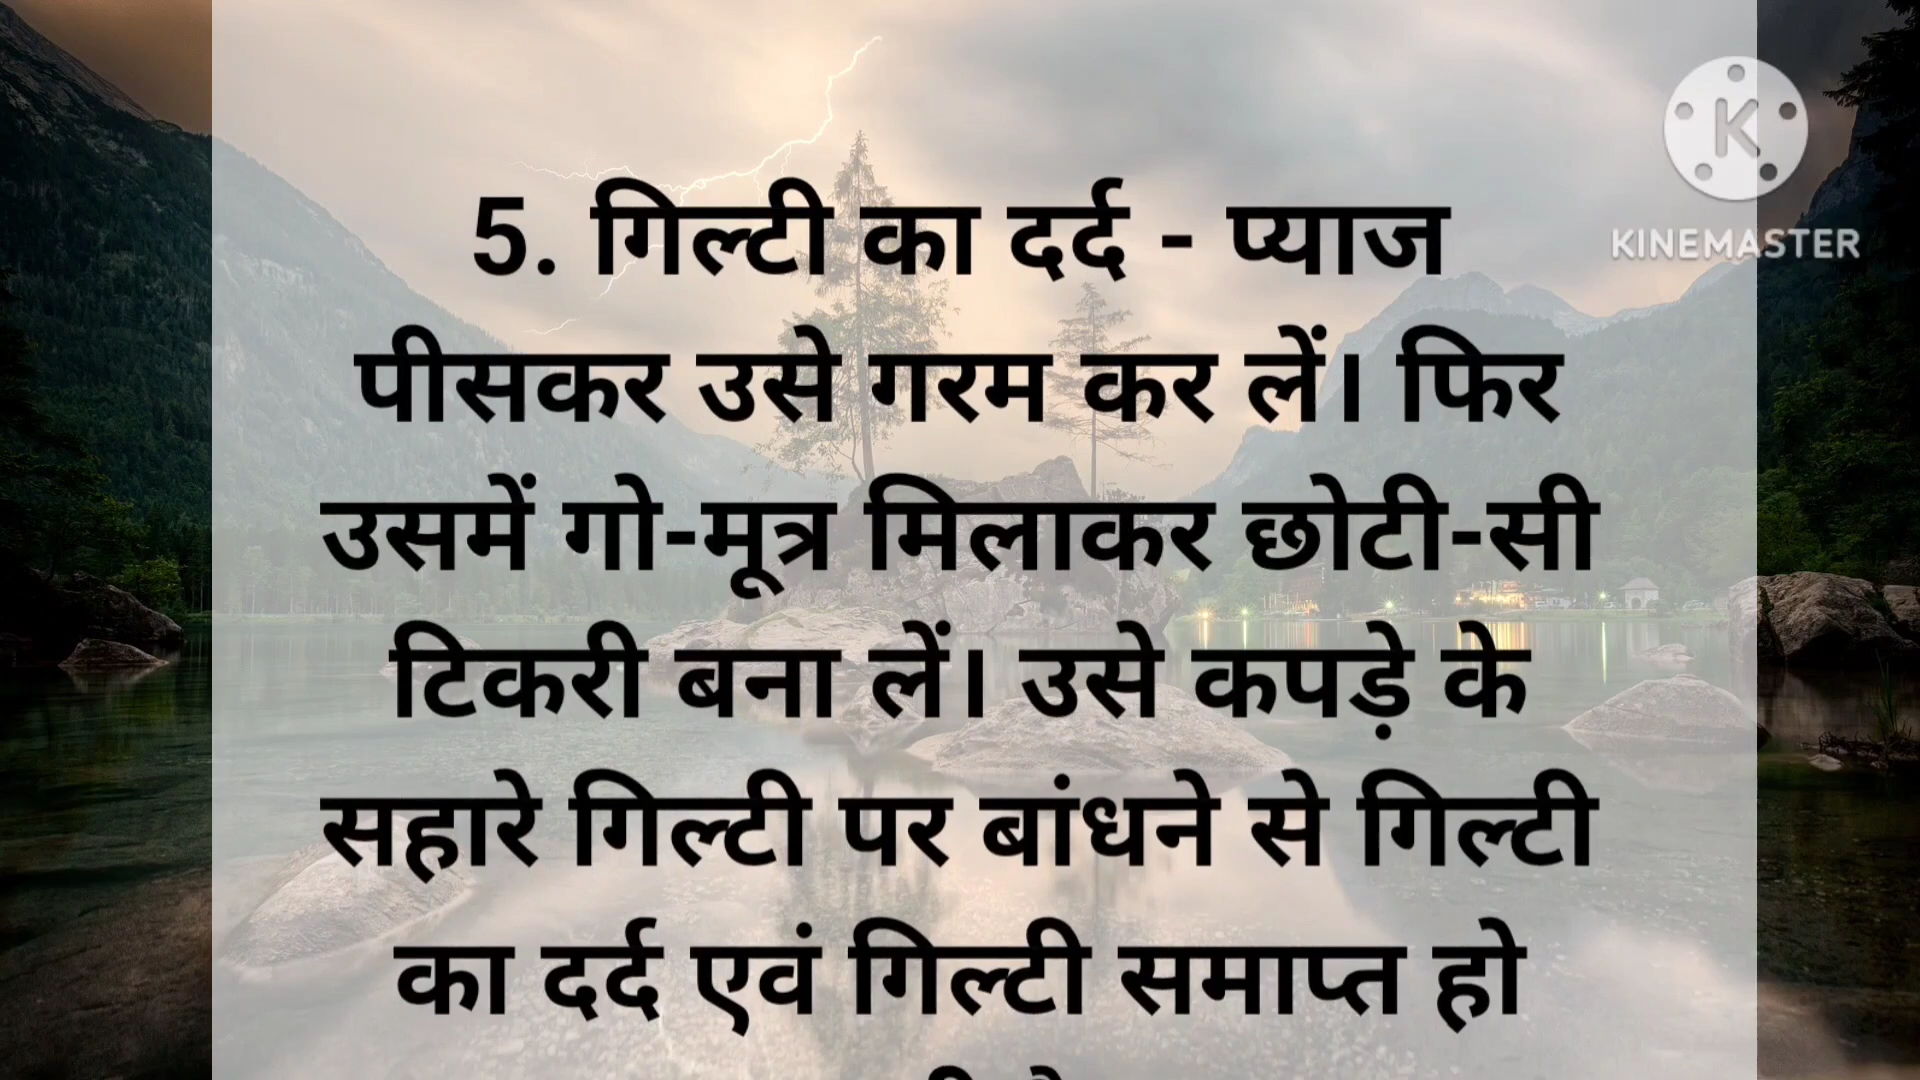 5. गिल्टी का दर्द - प्याज
पीसकर उसे गरम कर लें। फिर
उसमें गो-मूत्र मिलाकर छोटी-सी
टिकरी बना लें। उसे कपड़े के
सहारे गिल्टी पर बांधने से गिल्टी
का दर्द एवं गिल्टी समाप्त हो
K
KINEMASTER